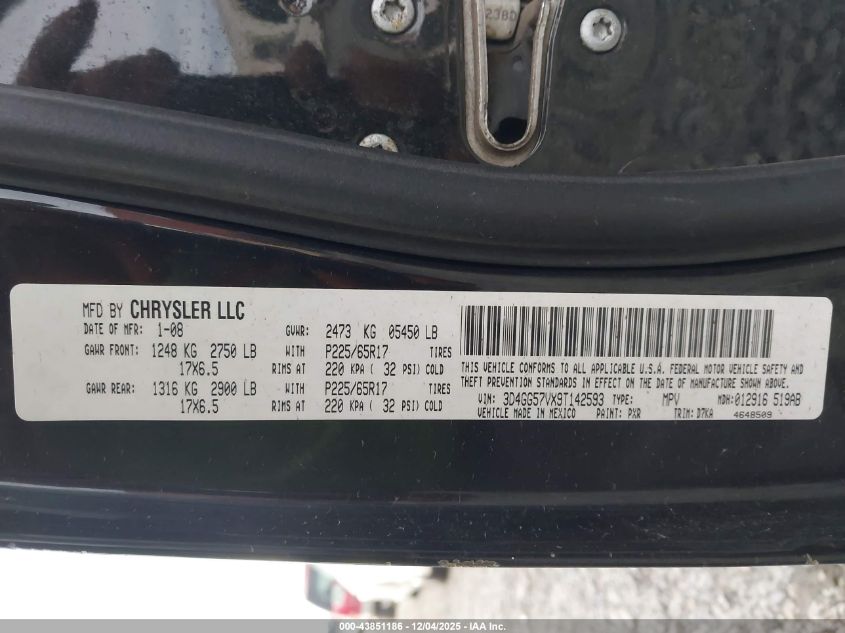 238D
MFD BY CHRYSLER LLC
DATE OF MFR: 1-08 GVWR: 2473 KG 05450 LB
GAWR FRONT: 1248 KG 2750 LB WITH P225/65R17 TIRES
17X6.5 RIMS AT 220 KPA ( 32 PSI) COLD
GAWR REAR: 1316 KG 2900 LB WITH P225/65R17 TIRES
17X6.5 RIMS AT 220 KPA ( 32 PSI) COLD
THIS VEHICLE CONFORMS TO ALL APPLICABLE U.S.A. FEDERAL MOTOR VEHICLE SAFETY AND
THEFT PREVENTION STANDARDS IN EFFECT ON THE DATE OF MANUFACTURE SHOWN ABOVE.
VIN: 3D4GG57VX9T142593 TYPE: MPV MDH: 012916 519AB
VEHICLE MADE IN MEXICO PAINT: PXR TRIM: D7KA 4648509
000-43851186 - 12/04/2025 - IAA Inc.